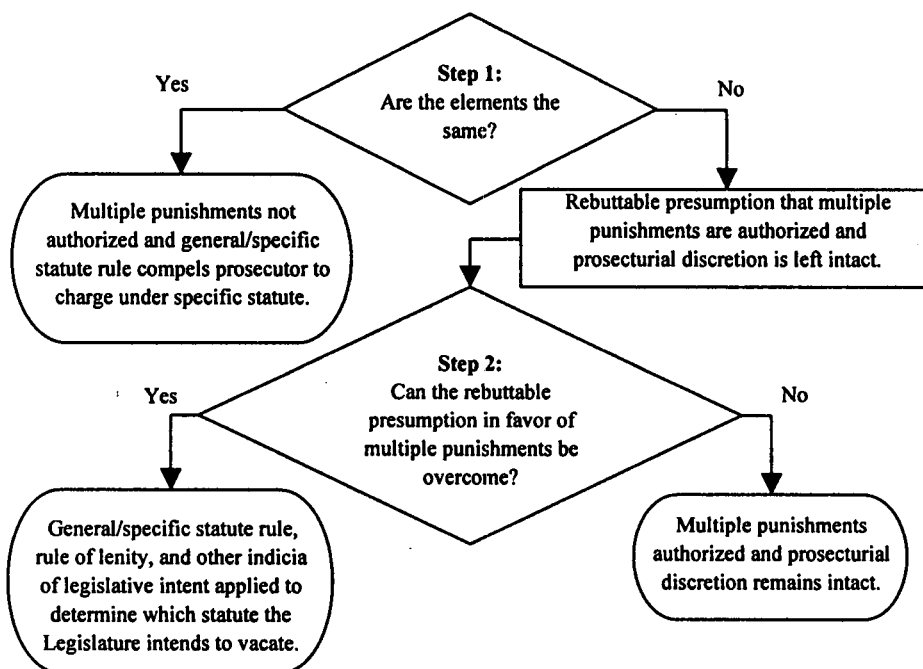 Step 1:
Are the elements the
same?
Yes
No
Multiple punishments not
authorized and general/specific
statute rule compels prosecutor to
charge under specific statute.
Rebuttable presumption that multiple
punishments are authorized and
prosecturial discretion is left intact.
Step 2:
Can the rebuttable
presumption in favor of
multiple punishments be
overcome?
Yes
No
General/specific statute rule,
rule of lenity, and other indicia
of legislative intent applied to
determine which statute the
Legislature intends to vacate.
Multiple punishments
authorized and prosecturial
discretion remains intact.